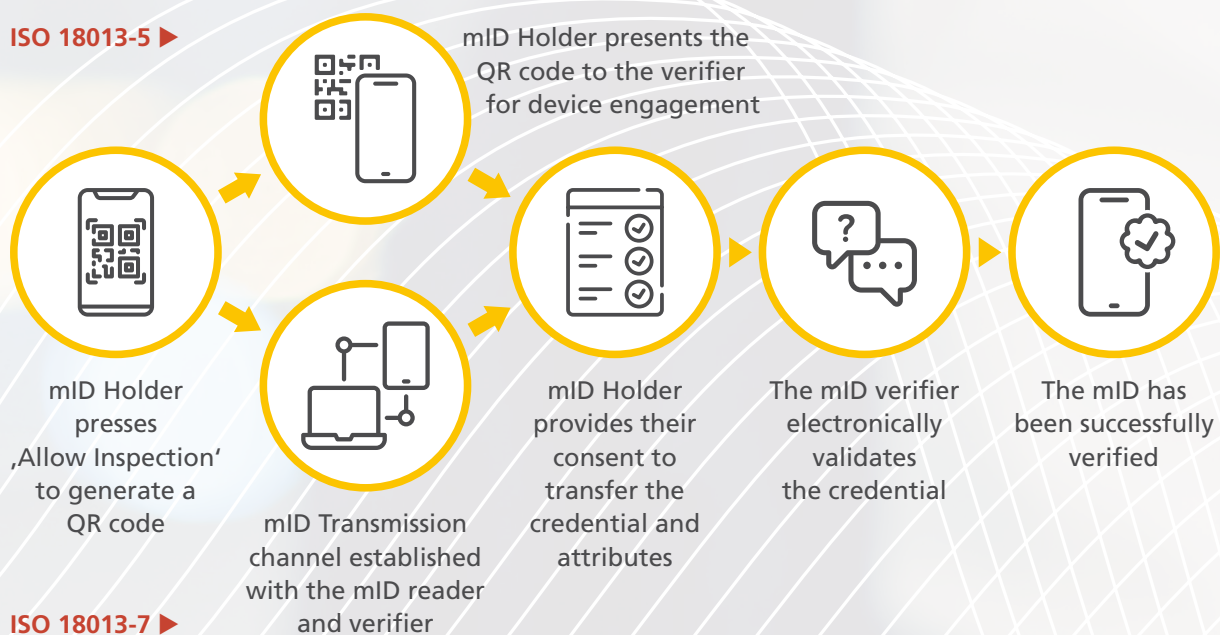 ISO 18013-5 ▶
mID Holder presents the
QR code to the verifier
for device engagement
?
mID Holder
presses
‚Allow Inspection‘
to generate a
QR code
mID Transmission
channel established
with the mID reader
and verifier
mID Holder
provides their
consent to
transfer the
credential and
attributes
The mID verifier
electronically
validates
the credential
The mID has
been successfully
verified
ISO 18013-7 ▶